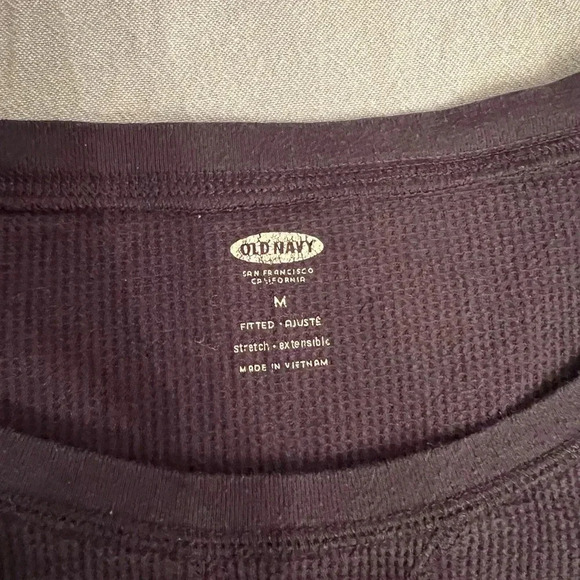 OLD NAVY
SAN FRANCISCO
CALIFORNIA
M
FITTED • AJUSTÉ
stretch • extensible
MADE IN VIETNAM